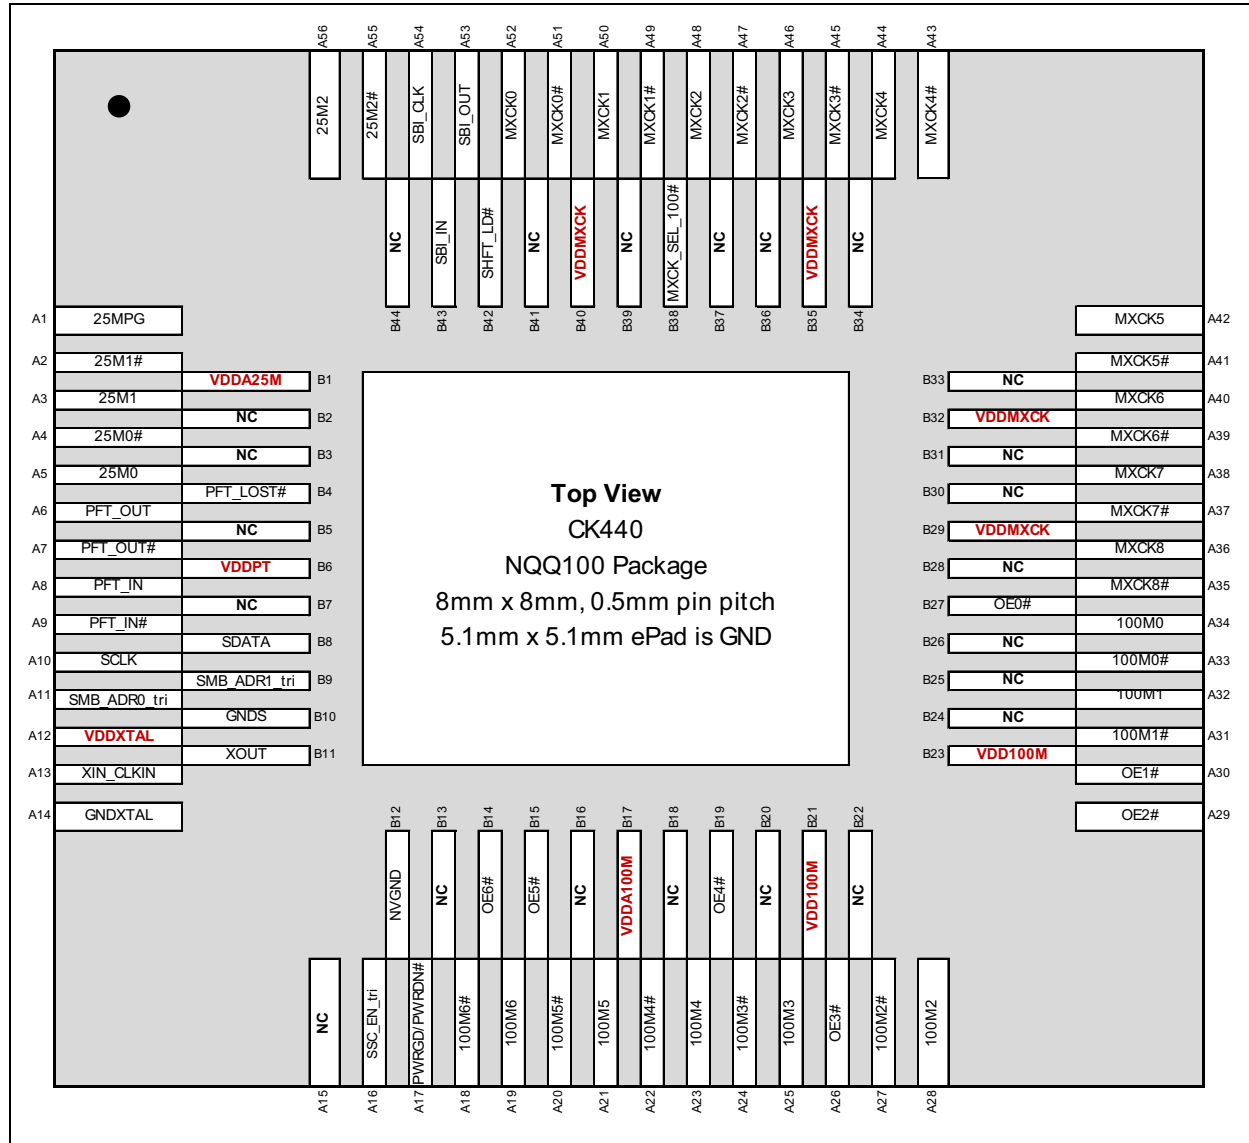 A56 A55 A54 A53 A52 A51 A50 A49 A48 A47 A46 A45 A44 A43
25M2 25M2# SBI_CLK SBI_OUT MXCK0 MXCK0# MXCK1 MXCK1# MXCK2 MXCK2# MXCK3 MXCK3# MXCK4 MXCK4#
NC SBI_IN SHFT_LD# NC VDDMXCK NC MXCK_SEL_100# NC NC VDDMXCK NC
B44 B43 B42 B41 B40 B39 B38 B37 B36 B35 B34
A1 25MPG
A2 25M1#
VDDA25M B1
A3 25M1
NC B2
A4 25M0#
NC B3
A5 25M0
PFT_LOST# B4
A6 PFT_OUT
NC B5
A7 PFT_OUT#
VDDPT B6
A8 PFT_IN
NC B7
A9 PFT_IN#
SDATA B8
A10 SCLK
SMB_ADR1_tri B9
A11 SMB_ADR0_tri
GNDS B10
A12 VDDXTAL
XOUT B11
A13 XIN_CLKIN
A14 GNDXTAL
Top View
CK440
NQQ100 Package
8mm x 8mm, 0.5mm pin pitch
5.1mm x 5.1mm ePad is GND
MXCK5 A42
MXCK5# A41
B33 NC
MXCK6 A40
B32 VDDMXCK
MXCK6# A39
B31 NC
MXCK7 A38
B30 NC
MXCK7# A37
B29 VDDMXCK
MXCK8 A36
B28 NC
MXCK8# A35
B27 OE0#
100M0 A34
B26 NC
100M0# A33
B25 NC
100M1 A32
B24 NC
100M1# A31
B23 VDD100M
OE1# A30
OE2# A29
B12 B13 B14 B15 B16 B17 B18 B19 B20 B21 B22
NVGND NC OE6# OE5# NC VDDA100M NC OE4# NC VDD100M NC
NC SSC_EN_tri PWRGD/PWRDN# 100M6# 100M6 100M5# 100M5 100M4# 100M4 100M3# 100M3 OE3# 100M2# 100M2
A15 A16 A17 A18 A19 A20 A21 A22 A23 A24 A25 A26 A27 A28